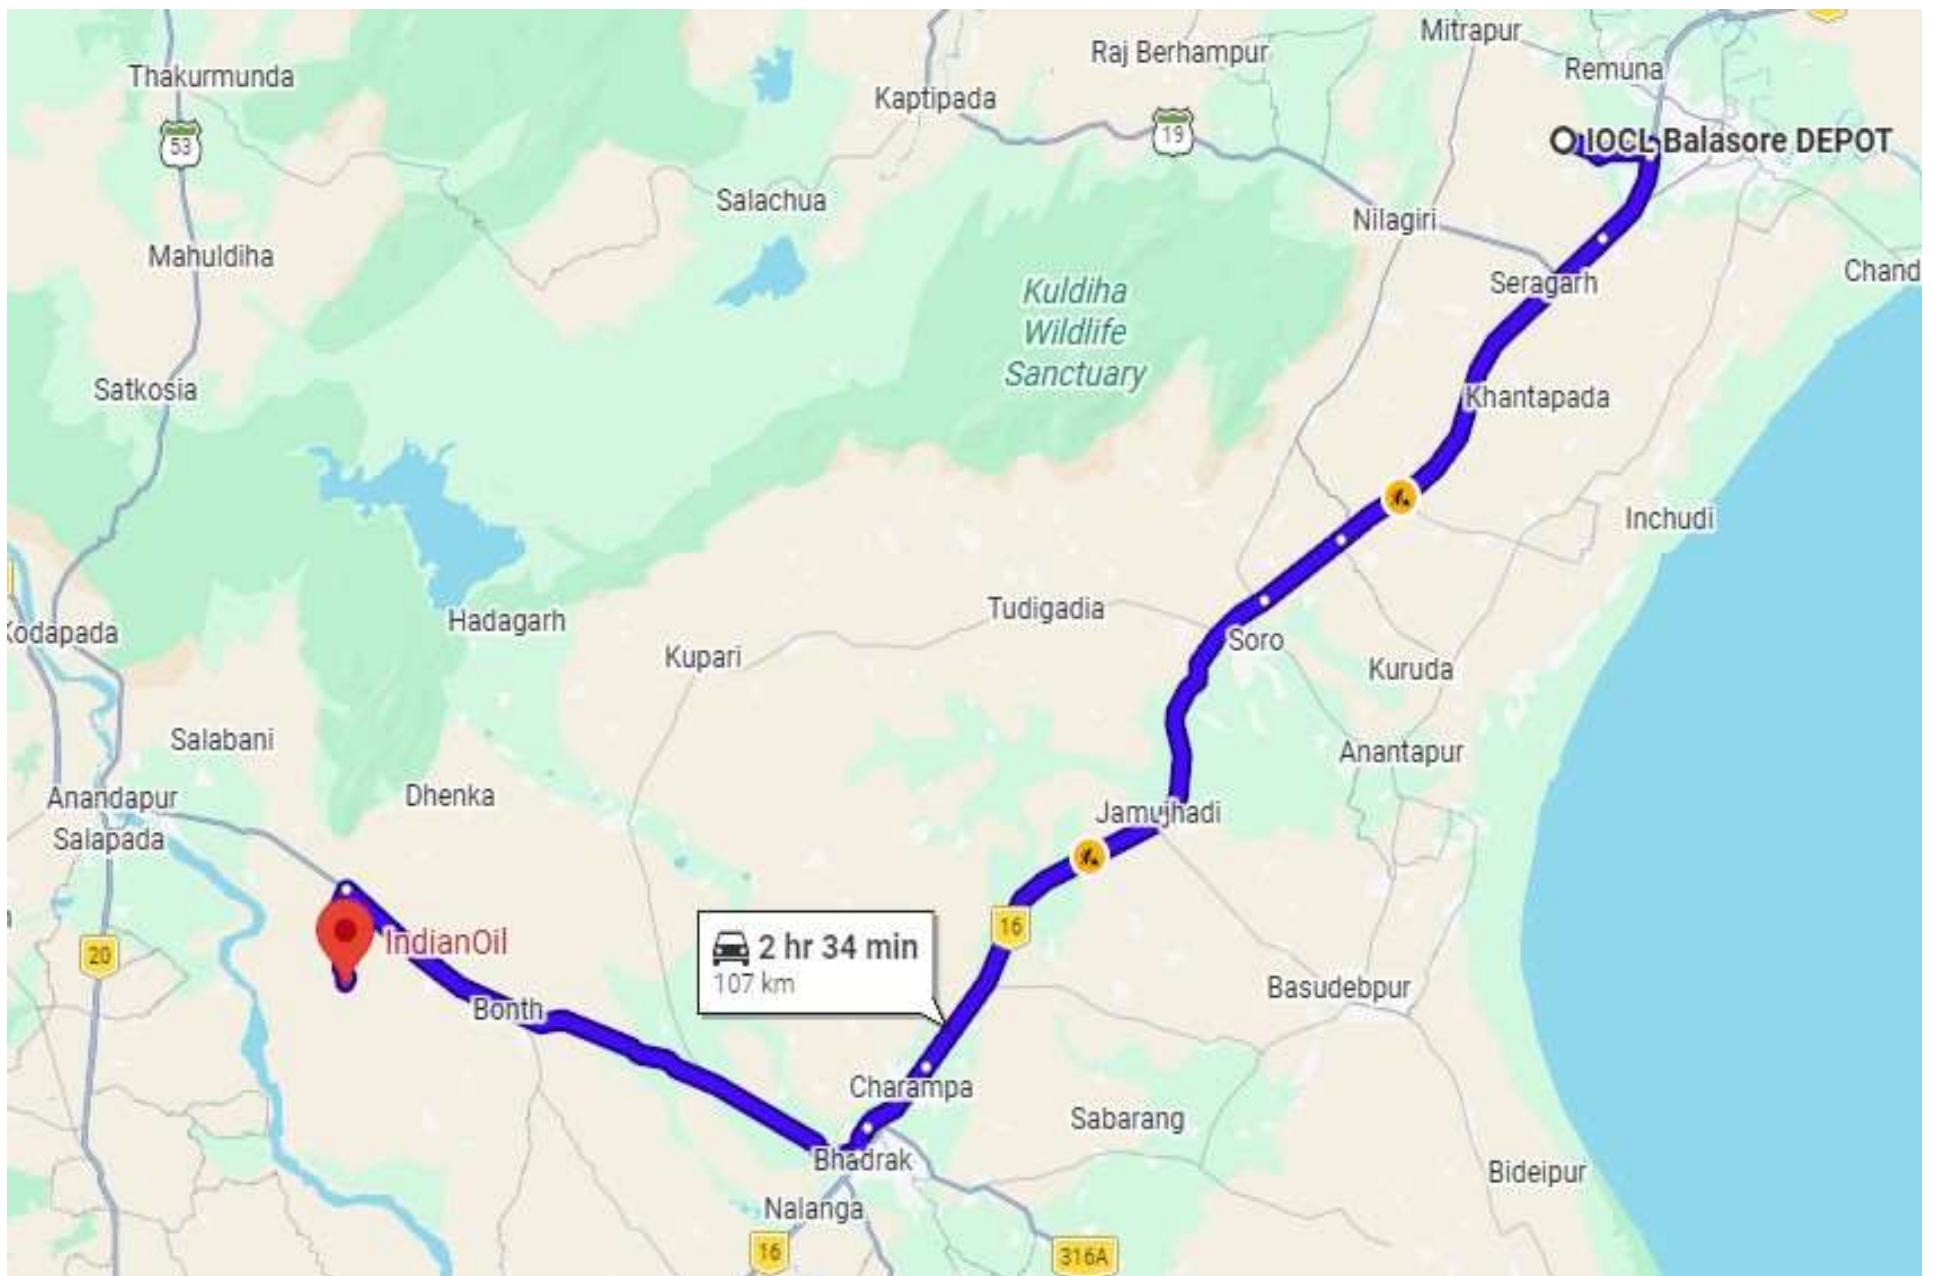 Mitrapur
Raj Berhampur
Remuna
Thakurmunda
Kaptipada
19
53
IOCL Balasore DEPOT
Salachua
Nilagiri
Mahuldiha
Chand
Seragarh
Kuldiha
Wildlife
Sanctuary
Satkosia
Khantapada
Inchudi
Tudigadia
Hadagarh
Kodapada
Soro
Kupari
Kuruda
Salabani
Anantapur
Dhenka
Anandapur
Jamujhadi
Salapada
16
IndianOil
2 hr 34 min
107 km
20
Basudebpur
Bonth
Charampa
Sabarang
Bhadrak
Bideipur
Nalanga
16
316A